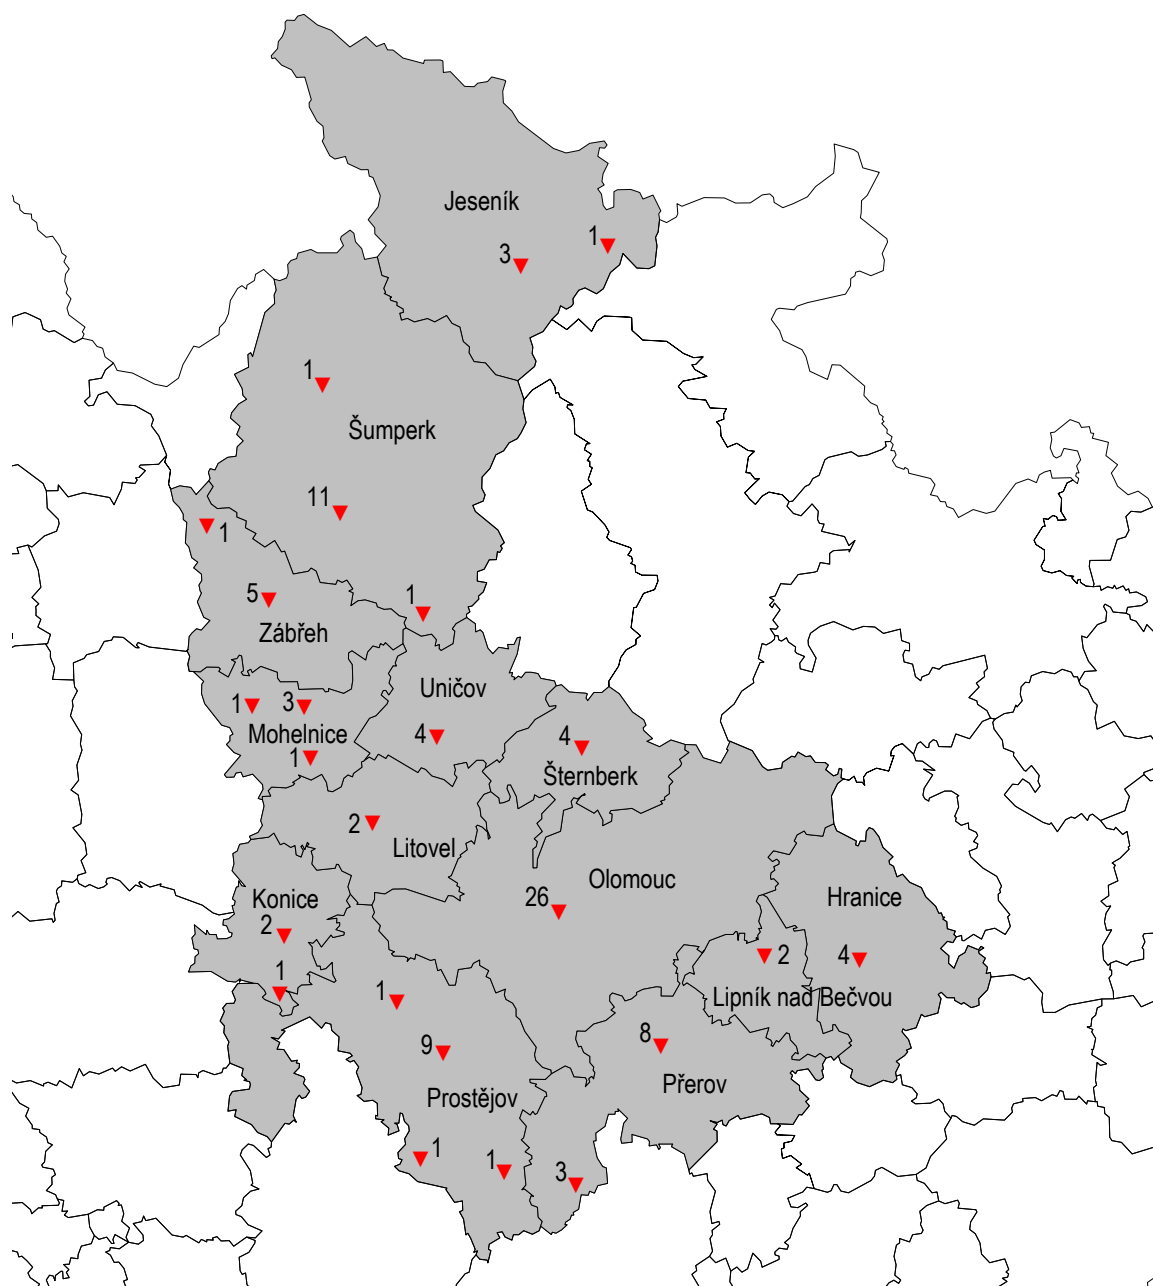 Jeseník
1
3
1
Šumperk
11
1
5
1
Zábřeh
Uničov
1
3
4
Mohelnice
4
1
Šternberk
2
Litovel
Olomouc
Konice
26
Hranice
2
2
4
1
Lipník nad Bečvou
1
9
8
Přerov
Prostějov
1
1
3